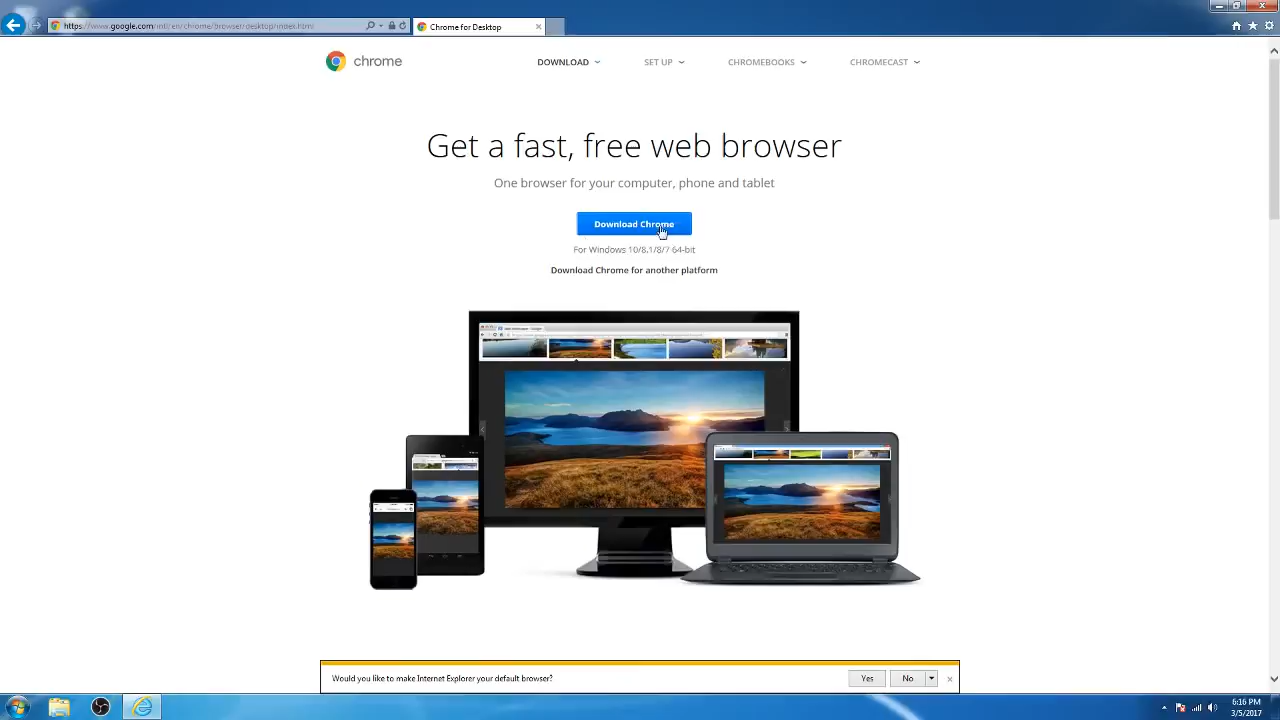 https://www.google.com/intl/en/chrome/browser/desktop/index.html
Chrome for Desktop
chrome
DOWNLOAD
SET UP
CHROMEBOOKS
CHROMECAST
Get a fast, free web browser
One browser for your computer, phone and tablet
Download Chrome
For Windows 10/8.1/8/7 64-bit
Download Chrome for another platform
Would you like to make Internet Explorer your default browser?
Yes
No
6:16 PM
3/5/2017